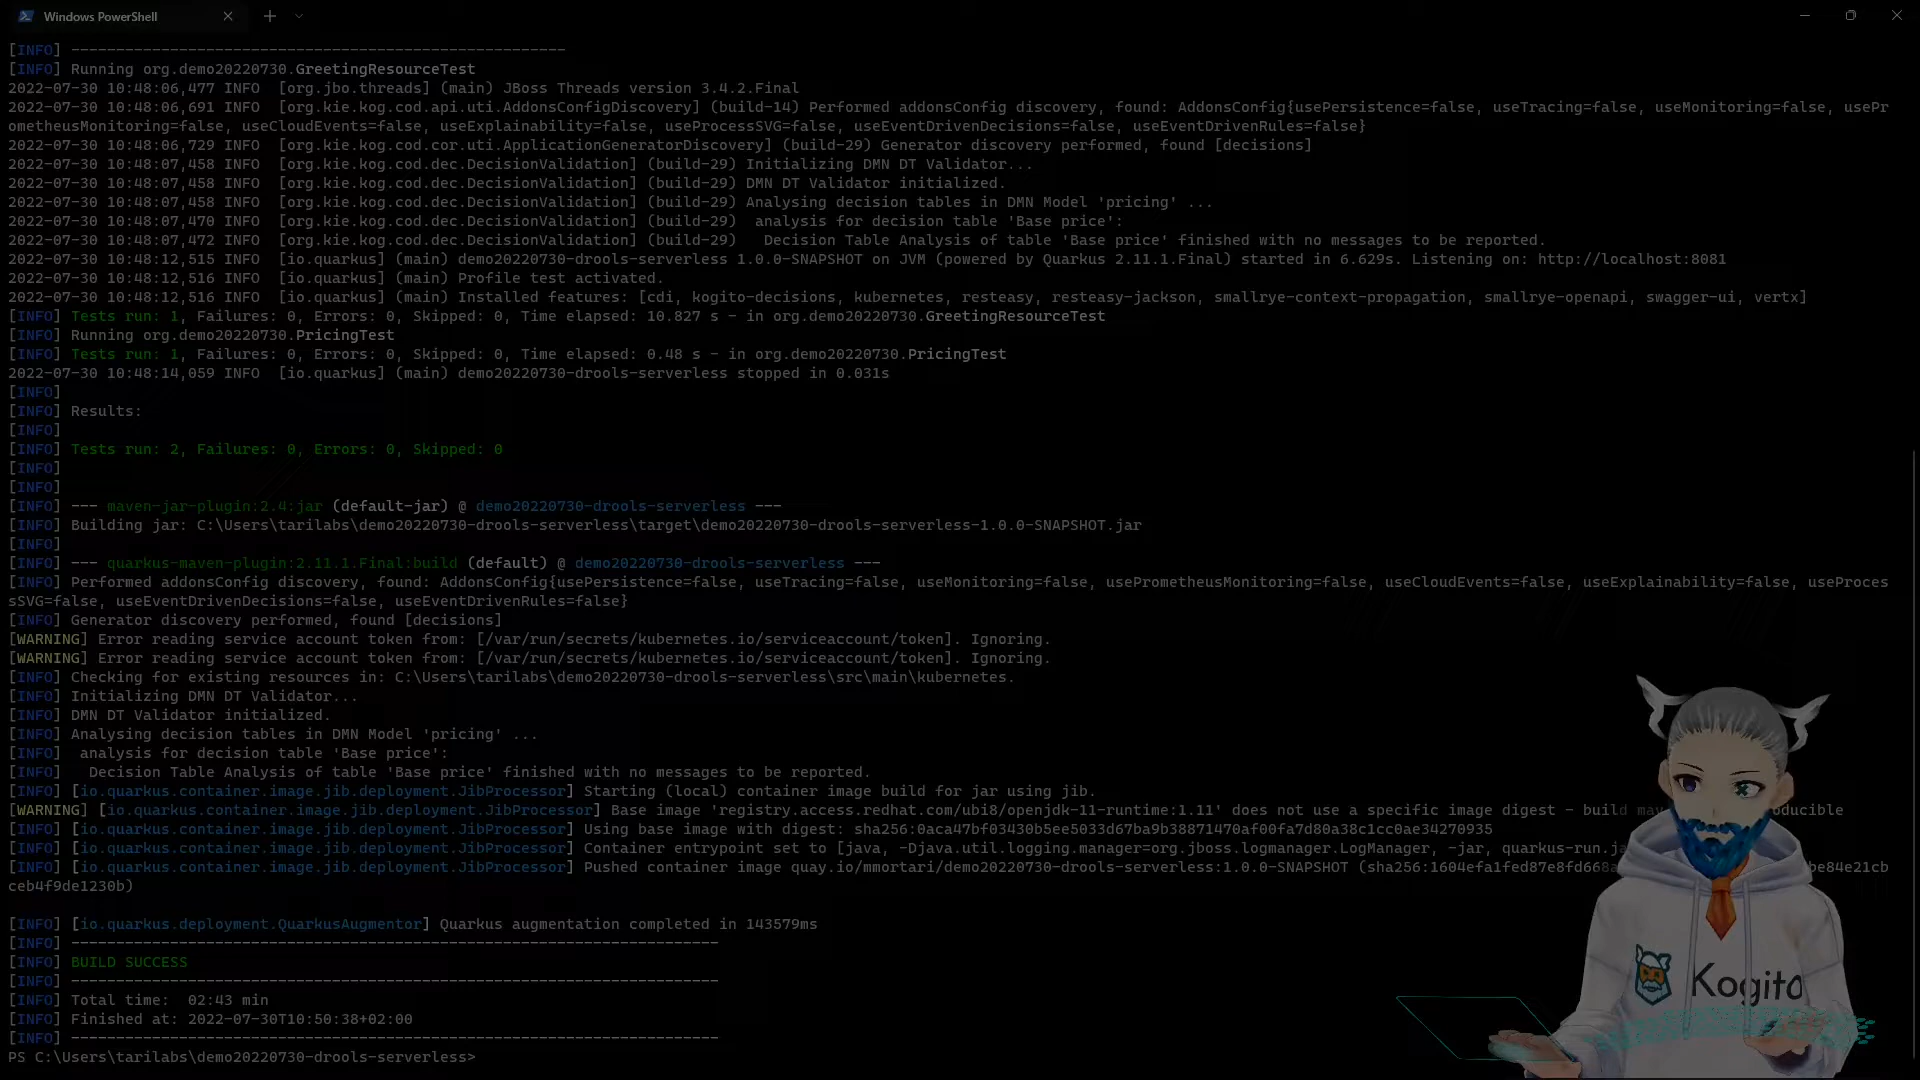 Windows PowerShell
[INFO] -------------------------------------------------------
[INFO] Running org.demo20220730.GreetingResourceTest
2022-07-30 10:48:06,477 INFO  [org.jbo.threads] (main) JBoss Threads version 3.4.2.Final
2022-07-30 10:48:06,691 INFO  [org.kie.kog.cod.api.uti.AddonsConfigDiscovery] (build-14) Performed addonsConfig discovery, found: AddonsConfig{usePersistence=false, useTracing=false, useMonitoring=false, usePr
ometheusMonitoring=false, useCloudEvents=false, useExplainability=false, useProcessSVG=false, useEventDrivenDecisions=false, useEventDrivenRules=false}
2022-07-30 10:48:06,729 INFO  [org.kie.kog.cod.cor.uti.ApplicationGeneratorDiscovery] (build-29) Generator discovery performed, found [decisions]
2022-07-30 10:48:07,458 INFO  [org.kie.kog.cod.dec.DecisionValidation] (build-29) Initializing DMN DT Validator...
2022-07-30 10:48:07,458 INFO  [org.kie.kog.cod.dec.DecisionValidation] (build-29) DMN DT Validator initialized.
2022-07-30 10:48:07,458 INFO  [org.kie.kog.cod.dec.DecisionValidation] (build-29) Analysing decision tables in DMN Model 'pricing' ...
2022-07-30 10:48:07,470 INFO  [org.kie.kog.cod.dec.DecisionValidation] (build-29)  analysis for decision table 'Base price':
2022-07-30 10:48:07,472 INFO  [org.kie.kog.cod.dec.DecisionValidation] (build-29)   Decision Table Analysis of table 'Base price' finished with no messages to be reported.
2022-07-30 10:48:12,515 INFO  [io.quarkus] (main) demo20220730-drools-serverless 1.0.0-SNAPSHOT on JVM (powered by Quarkus 2.11.1.Final) started in 6.629s. Listening on: http://localhost:8081
2022-07-30 10:48:12,516 INFO  [io.quarkus] (main) Profile test activated.
2022-07-30 10:48:12,516 INFO  [io.quarkus] (main) Installed features: [cdi, kogito-decisions, kubernetes, resteasy, resteasy-jackson, smallrye-context-propagation, smallrye-openapi, swagger-ui, vertx]
[INFO] Tests run: 1, Failures: 0, Errors: 0, Skipped: 0, Time elapsed: 10.827 s - in org.demo20220730.GreetingResourceTest
[INFO] Running org.demo20220730.PricingTest
[INFO] Tests run: 1, Failures: 0, Errors: 0, Skipped: 0, Time elapsed: 0.48 s - in org.demo20220730.PricingTest
2022-07-30 10:48:14,059 INFO  [io.quarkus] (main) demo20220730-drools-serverless stopped in 0.031s
[INFO]
[INFO] Results:
[INFO]
[INFO] Tests run: 2, Failures: 0, Errors: 0, Skipped: 0
[INFO]
[INFO]
[INFO] --- maven-jar-plugin:2.4:jar (default-jar) @ demo20220730-drools-serverless ---
[INFO] Building jar: C:\Users\tarilabs\demo20220730-drools-serverless\target\demo20220730-drools-serverless-1.0.0-SNAPSHOT.jar
[INFO]
[INFO] --- quarkus-maven-plugin:2.11.1.Final:build (default) @ demo20220730-drools-serverless ---
[INFO] Performed addonsConfig discovery, found: AddonsConfig{usePersistence=false, useTracing=false, useMonitoring=false, usePrometheusMonitoring=false, useCloudEvents=false, useExplainability=false, useProces
sSVG=false, useEventDrivenDecisions=false, useEventDrivenRules=false}
[INFO] Generator discovery performed, found [decisions]
[WARNING] Error reading service account token from: [/var/run/secrets/kubernetes.io/serviceaccount/token]. Ignoring.
[WARNING] Error reading service account token from: [/var/run/secrets/kubernetes.io/serviceaccount/token]. Ignoring.
[INFO] Checking for existing resources in: C:\Users\tarilabs\demo20220730-drools-serverless\src\main\kubernetes.
[INFO] Initializing DMN DT Validator...
[INFO] DMN DT Validator initialized.
[INFO] Analysing decision tables in DMN Model 'pricing' ...
[INFO]  analysis for decision table 'Base price':
[INFO]   Decision Table Analysis of table 'Base price' finished with no messages to be reported.
[INFO] [io.quarkus.container.image.jib.deployment.JibProcessor] Starting (local) container image build for jar using jib.
[WARNING] [io.quarkus.container.image.jib.deployment.JibProcessor] Base image 'registry.access.redhat.com/ubi8/openjdk-11-runtime:1.11' does not use a specific image digest - build may oducible
[INFO] [io.quarkus.container.image.jib.deployment.JibProcessor] Using base image with digest: sha256:0aca47bf03430b5ee5033d67ba9b38871470af00fa7d80a38c1cc0ae34270935
[INFO] [io.quarkus.container.image.jib.deployment.JibProcessor] Container entrypoint set to [java, -Djava.util.logging.manager=org.jboss.logmanager.LogManager, -jar, quarkus-run.ja
[INFO] [io.quarkus.container.image.jib.deployment.JibProcessor] Pushed container image quay.io/mmortari/demo20220730-drools-serverless:1.0.0-SNAPSHOT (sha256:1604efa1fed87e8fd668a be84e21cb
ceb4f9de1230b)
[INFO] [io.quarkus.deployment.QuarkusAugmentor] Quarkus augmentation completed in 143579ms
[INFO] ------------------------------------------------------------------------
[INFO] BUILD SUCCESS
[INFO] ------------------------------------------------------------------------
[INFO] Total time:  02:43 min
[INFO] Finished at: 2022-07-30T10:50:38+02:00
[INFO] ------------------------------------------------------------------------
PS C:\Users\tarilabs\demo20220730-drools-serverless>
Kogito